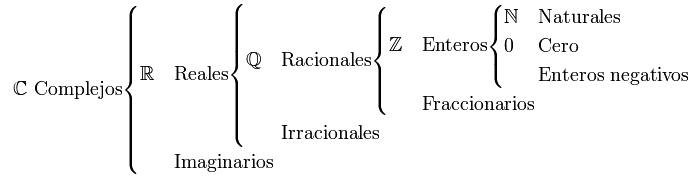 ℕ Naturales
ℤ Enteros 0 Cero
ℝ Reales ℚ Racionales Enteros negativos
ℂ Complejos Fraccionarios
Irracionales
Imaginarios